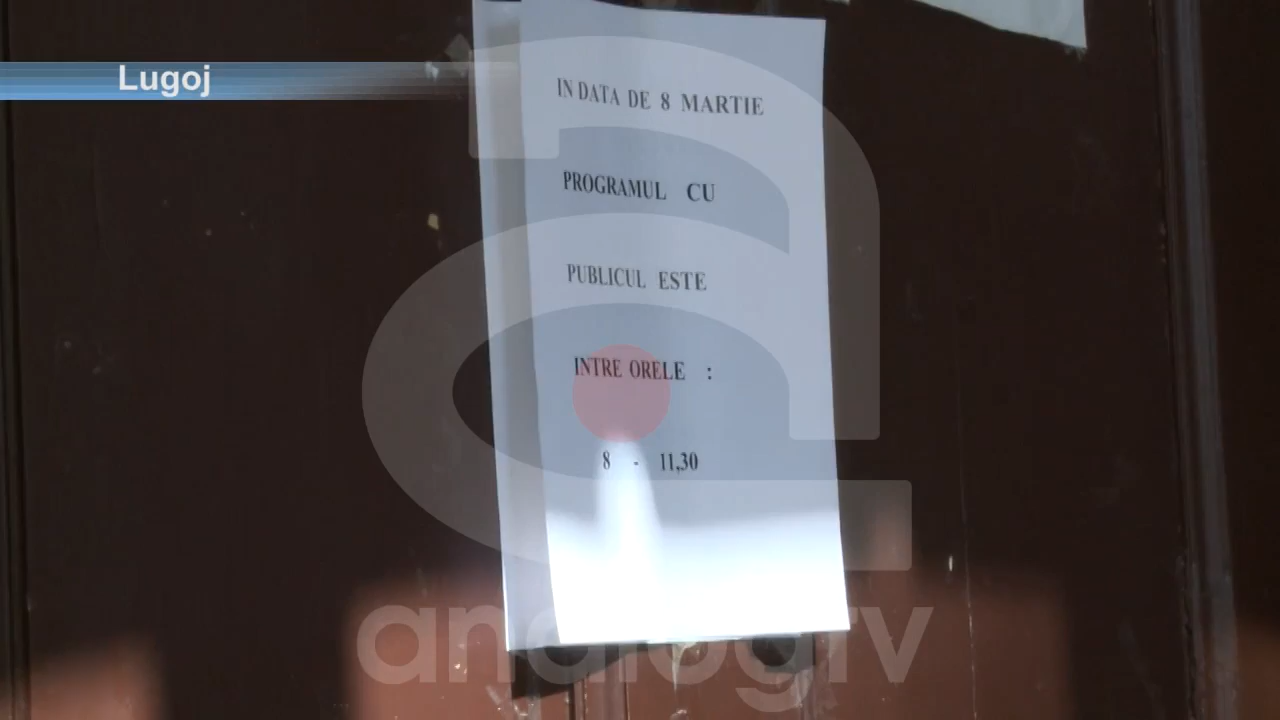 Lugoj
IN DATA DE 8 MARTIE
PROGRAMUL CU
PUBLICUL ESTE
INTRE ORELE :
8 - 11,30
analogTV